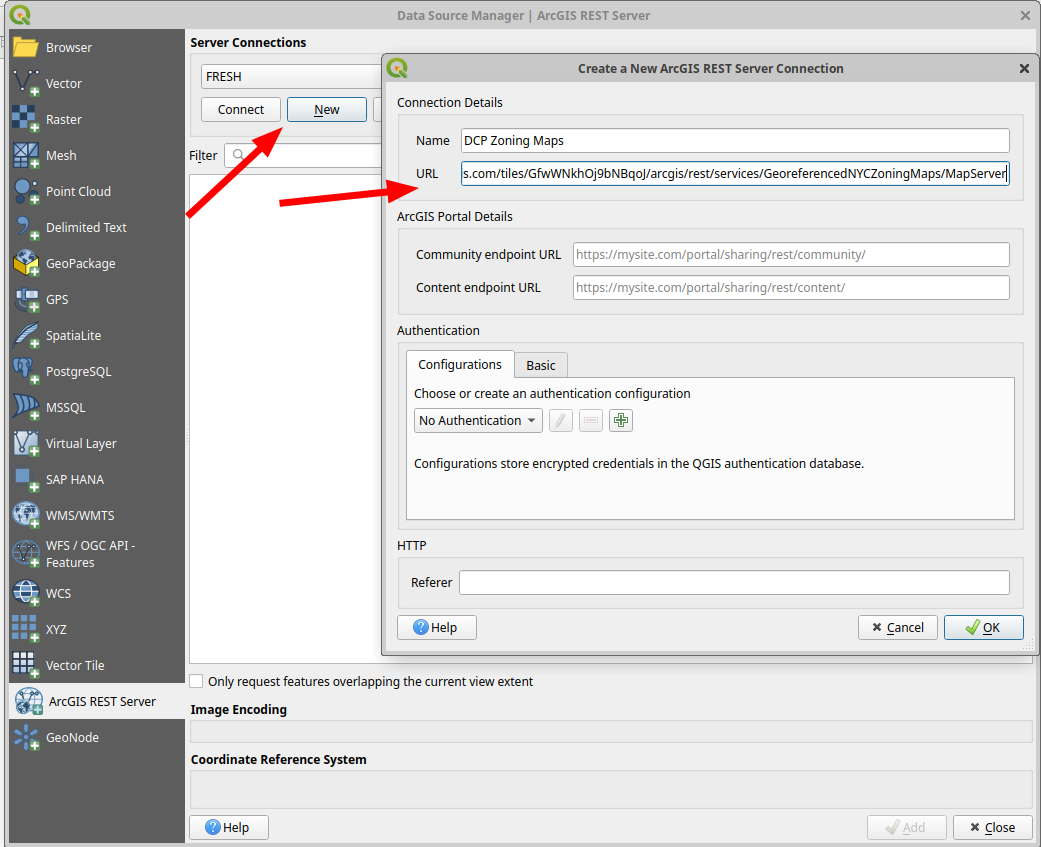 Data Source Manager | ArcGIS REST Server
Browser
Vector
Raster
Mesh
Point Cloud
Delimited Text
GeoPackage
GPS
SpatiaLite
PostgreSQL
MSSQL
Virtual Layer
SAP HANA
WMS/WMTS
WFS / OGC API -
Features
WCS
XYZ
Vector Tile
ArcGIS REST Server
GeoNode
Server Connections
FRESH
Connect
New
Filter
Create a New ArcGIS REST Server Connection
Connection Details
Name DCP Zoning Maps
URL s.com/tiles/GfwWNkhOj9bNBqoJ/arcgis/rest/services/GeoreferencedNYCZoningMaps/MapServer
ArcGIS Portal Details
Community endpoint URL https://mysite.com/portal/sharing/rest/community/
Content endpoint URL https://mysite.com/portal/sharing/rest/content/
Authentication
Configurations Basic
Choose or create an authentication configuration
No Authentication
Configurations store encrypted credentials in the QGIS authentication database.
HTTP
Referer
Help Cancel OK
Only request features overlapping the current view extent
Image Encoding
Coordinate Reference System
Help Add Close